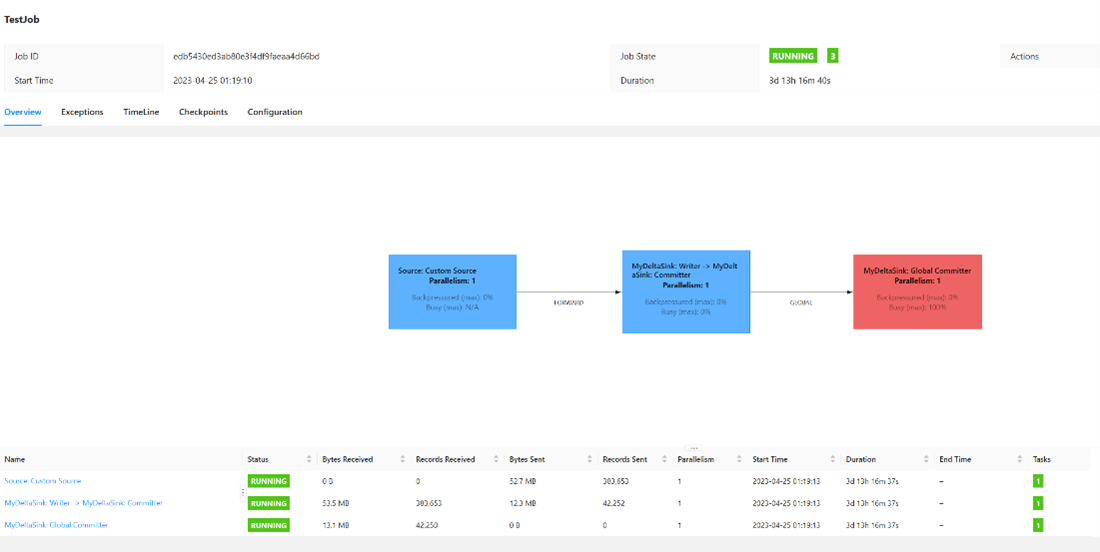 TestJob
Job ID edb5430ed3ab80e3f4df9faeaa4d66bd Job State RUNNING 3 Actions
Start Time 2023-04-25 01:19:10 Duration 3d 13h 16m 40s
Overview Exceptions TimeLine Checkpoints Configuration
Source: Custom Source
Parallelism: 1
Backpressured (max): 0%
Busy (max): N/A
FORWARD
MyDeltaSink: Writer -> MyDelt
aSink: Committer
Parallelism: 1
Backpressured (max): 0%
Busy (max): 0%
GLOBAL
MyDeltaSink: Global Committer
Parallelism: 1
Backpressured (max): 0%
Busy (max): 100%
Name Status Bytes Received Records Received Bytes Sent Records Sent Parallelism Start Time Duration End Time Tasks
Source: Custom Source RUNNING 0 B 0 52.7 MB 383,653 1 2023-04-25 01:19:13 3d 13h 16m 37s – 1
MyDeltaSink: Writer -> MyDeltaSink: Committer RUNNING 53.5 MB 383,653 12.3 MB 42,252 1 2023-04-25 01:19:13 3d 13h 16m 37s – 1
MyDeltaSink: Global Committer RUNNING 13.1 MB 42,250 0 B 0 1 2023-04-25 01:19:13 3d 13h 16m 37s – 1